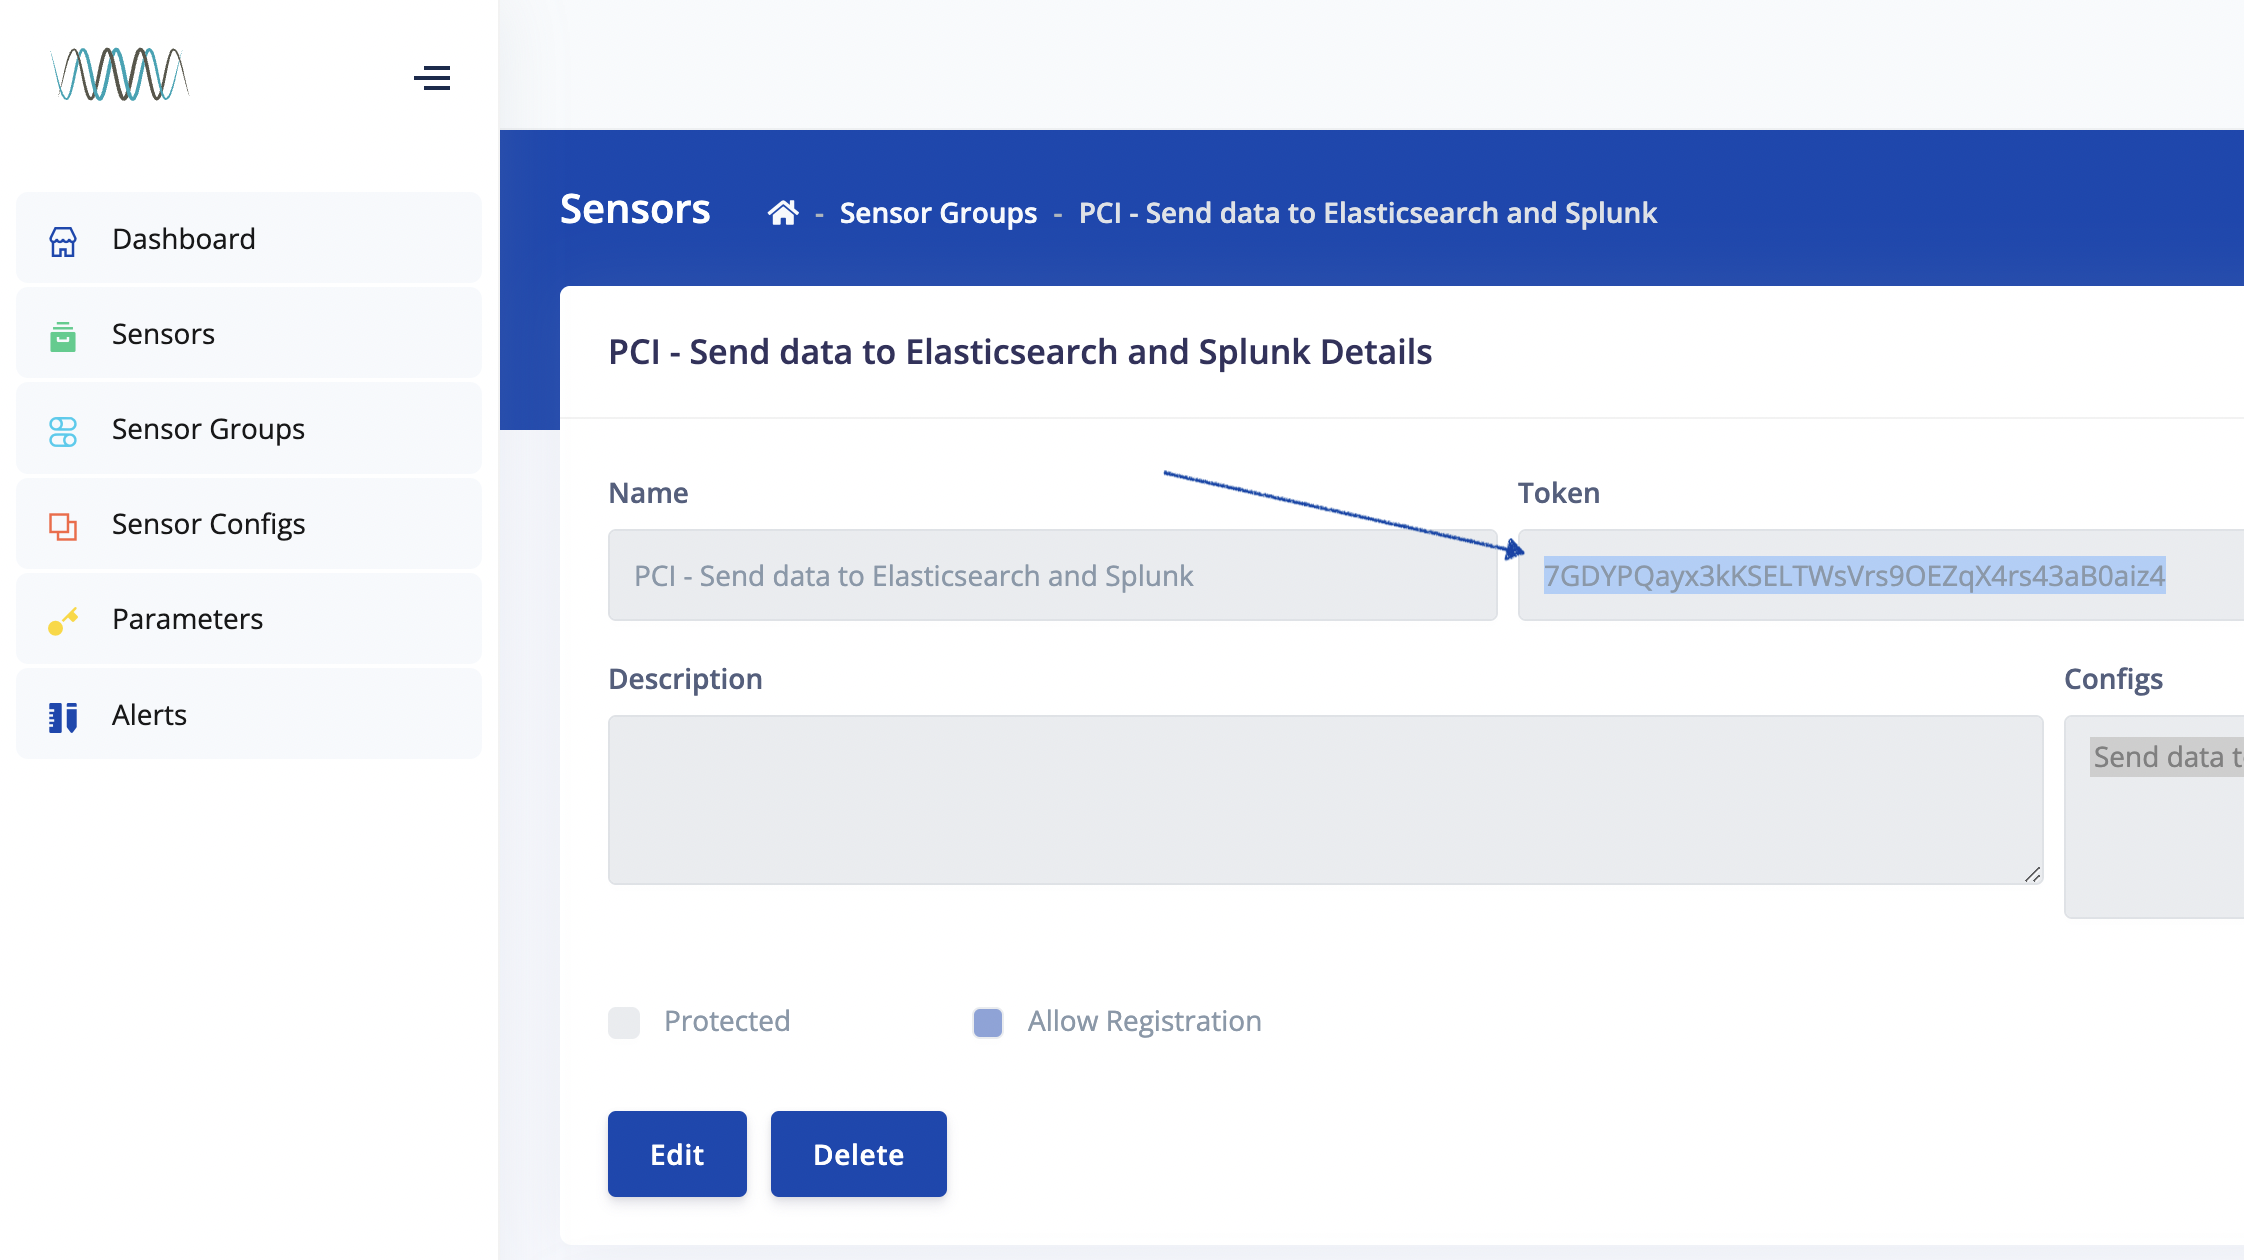 Dashboard
Sensors
Sensor Groups
Sensor Configs
Parameters
Alerts
Sensors - Sensor Groups - PCI - Send data to Elasticsearch and Splunk
PCI - Send data to Elasticsearch and Splunk Details
Name
Token
PCI - Send data to Elasticsearch and Splunk
7GDYPQayx3kKSELTWsVrs9OEZqX4rs43aB0aiz4
Description
Configs
Send data t
Protected
Allow Registration
Edit
Delete